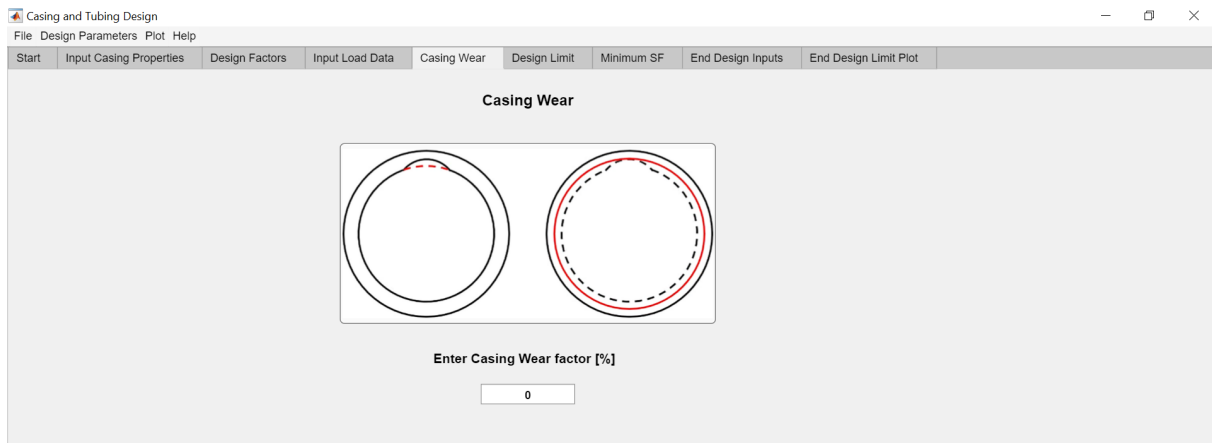 Casing and Tubing Design
File Design Parameters Plot Help
Start Input Casing Properties Design Factors Input Load Data Casing Wear Design Limit Minimum SF End Design Inputs End Design Limit Plot
Casing Wear
Enter Casing Wear factor [%]
0